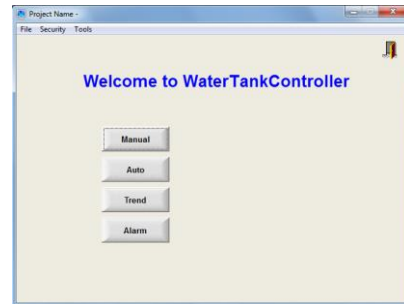 Project Name -
File Security Tools
Welcome to WaterTankController
Manual
Auto
Trend
Alarm